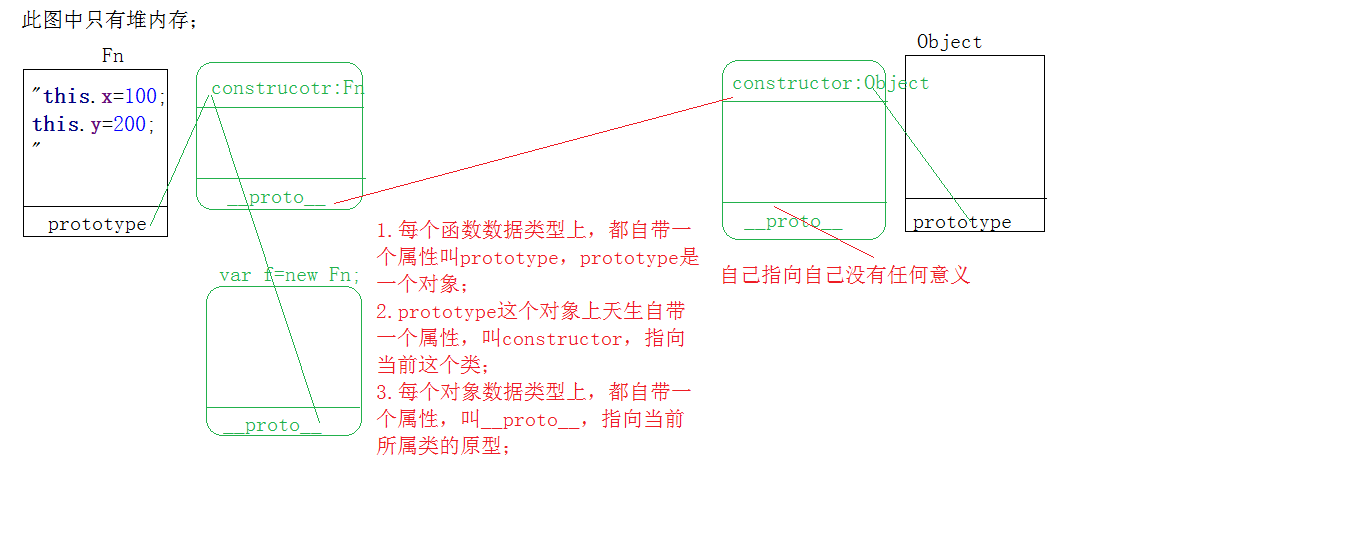 此图中只有堆内存；
Fn
"this.x=100;
this.y=200;
"
prototype
construcotr:Fn
__proto__
var f=new Fn;
__proto__
1.每个函数数据类型上，都自带一
个属性叫prototype，prototype是
一个对象；
2.prototype这个对象上天生自带
一个属性，叫constructor，指向
当前这个类；
3.每个对象数据类型上，都自带一
个属性，叫__proto__，指向当前
所属类的原型；
constructor:Object
__proto__
自己指向自己没有任何意义
Object
prototype